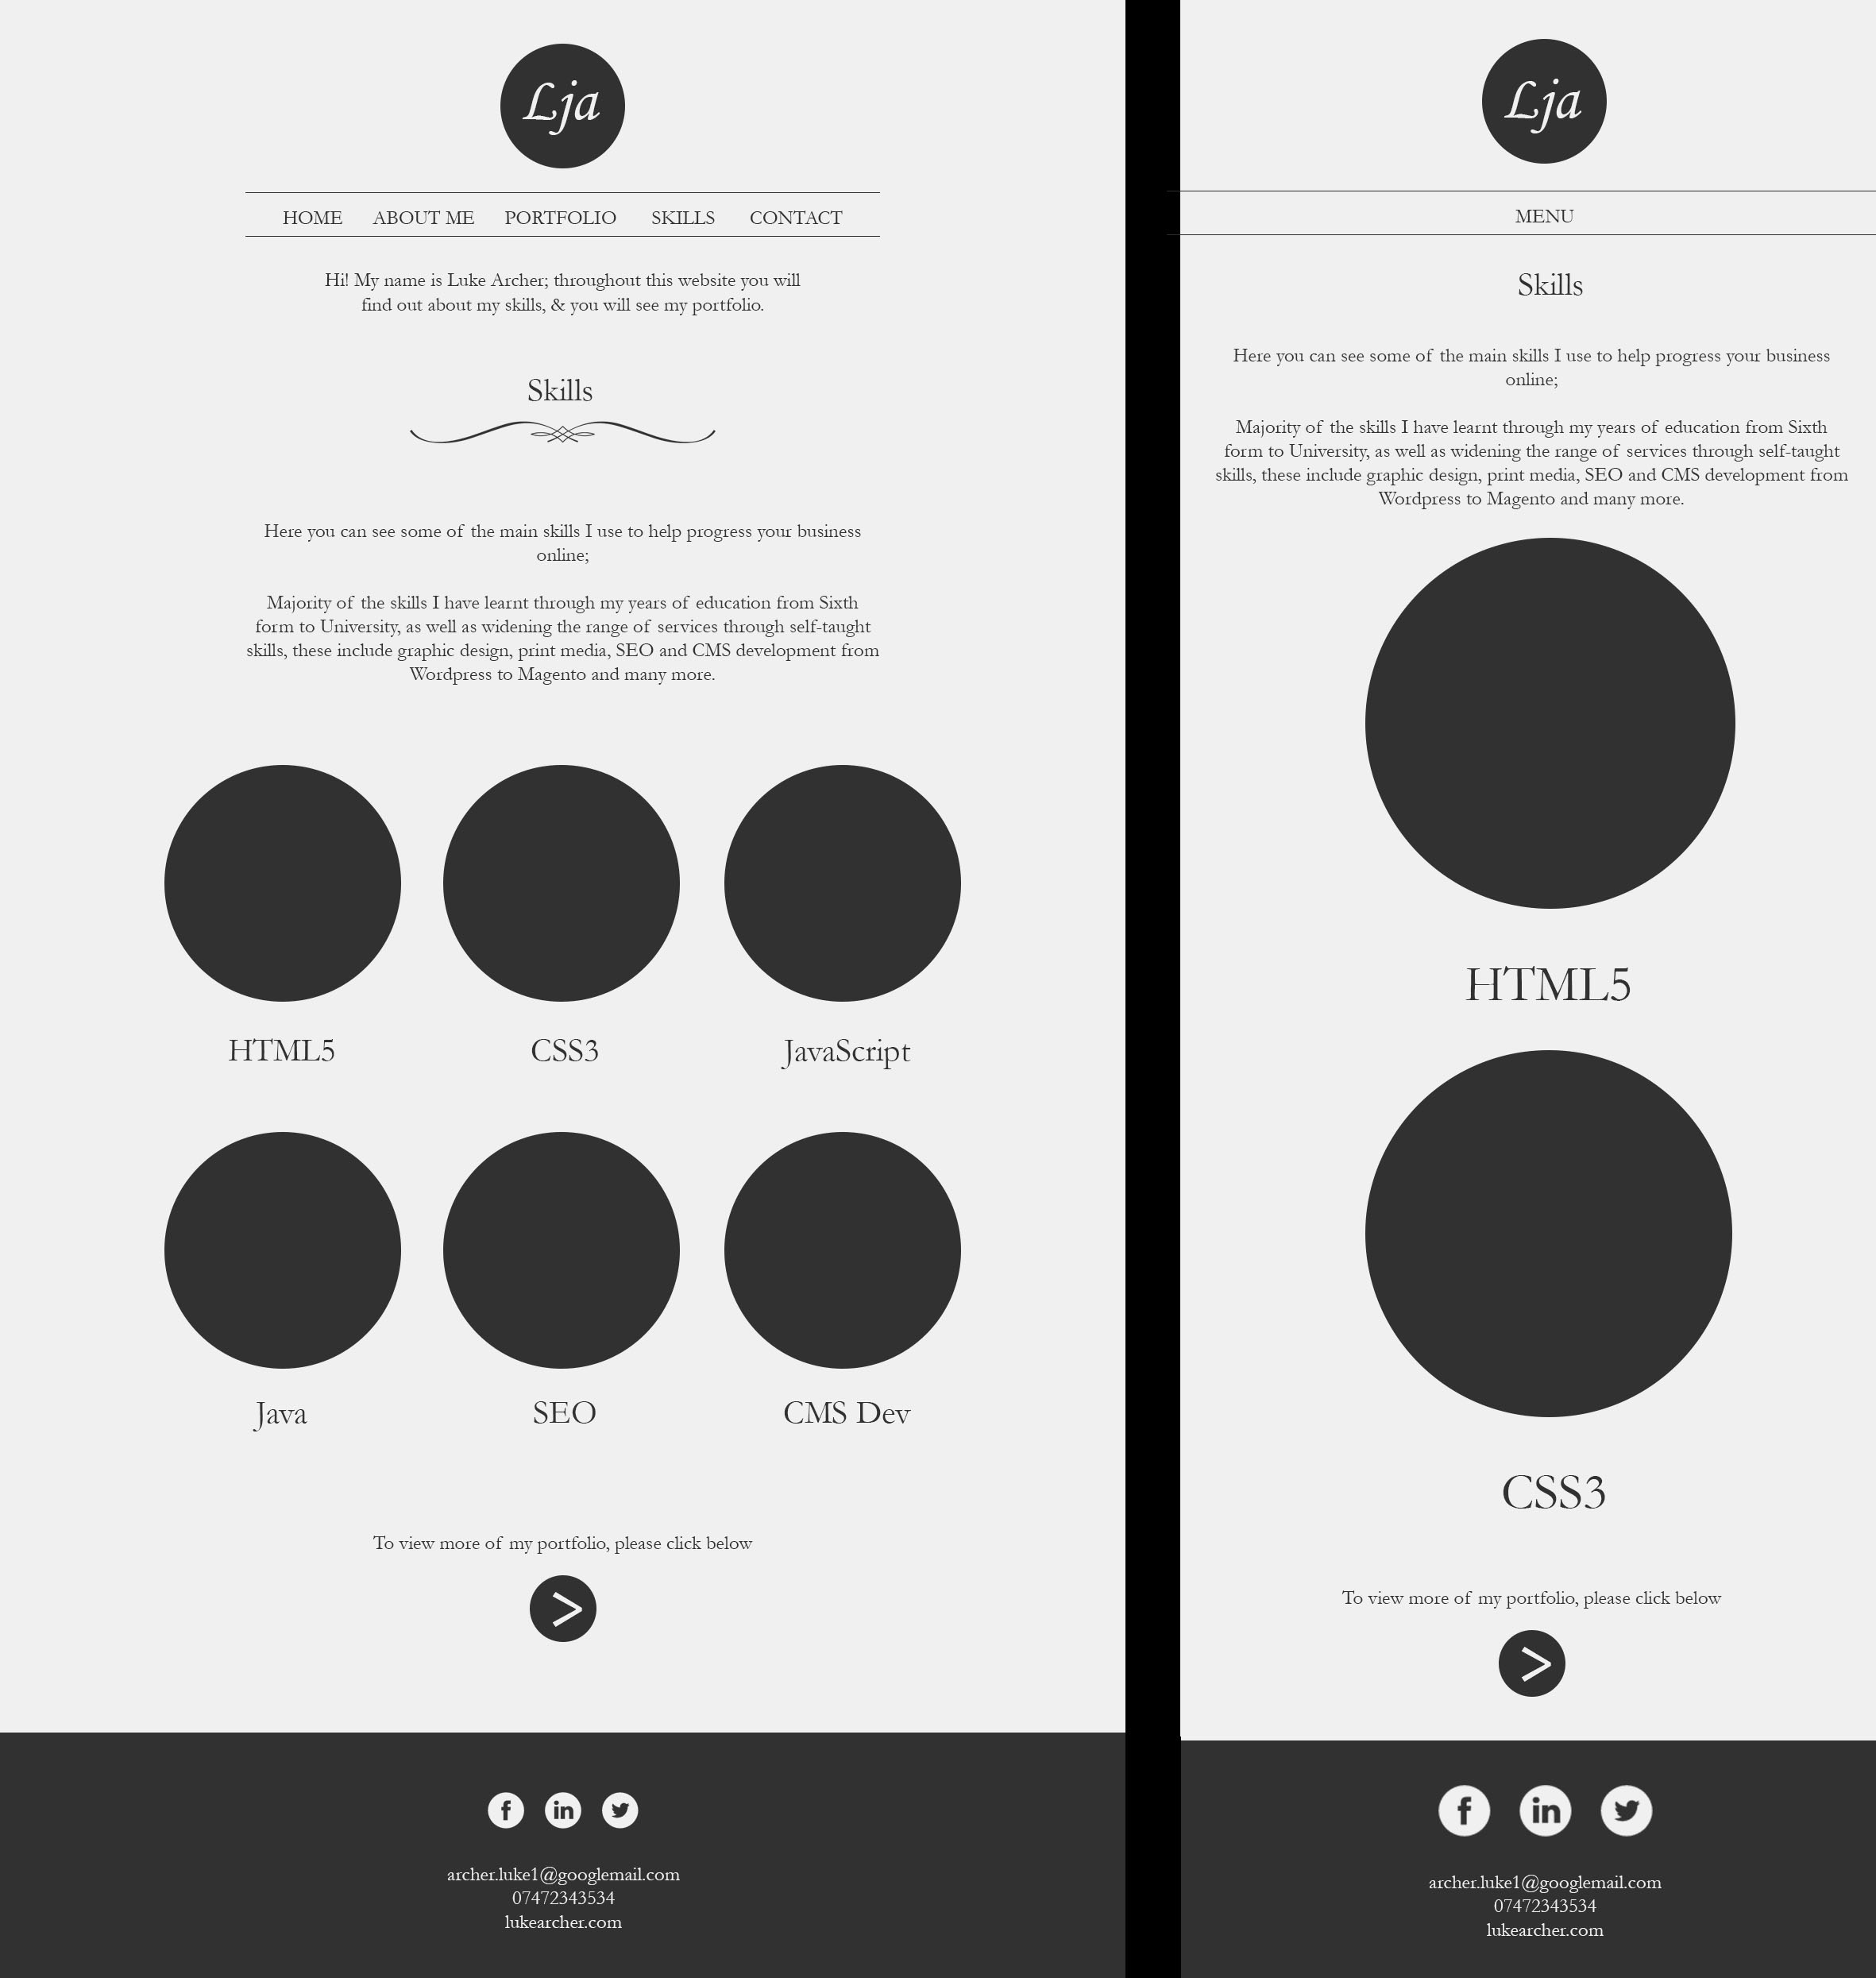 Lja
HOME ABOUT ME PORTFOLIO SKILLS CONTACT
Hi! My name is Luke Archer; throughout this website you will
find out about my skills, & you will see my portfolio.
Skills
Here you can see some of the main skills I use to help progress your business
online;
Majority of the skills I have learnt through my years of education from Sixth
form to University, as well as widening the range of services through self-taught
skills, these include graphic design, print media, SEO and CMS development from
Wordpress to Magento and many more.
HTML5 CSS3 JavaScript
Java SEO CMS Dev
To view more of my portfolio, please click below
>
f in
archer.luke1@googlemail.com
07472343534
lukearcher.com
Lja
MENU
Skills
Here you can see some of the main skills I use to help progress your business
online;
Majority of the skills I have learnt through my years of education from Sixth
form to University, as well as widening the range of services through self-taught
skills, these include graphic design, print media, SEO and CMS development from
Wordpress to Magento and many more.
HTML5
CSS3
To view more of my portfolio, please click below
>
f in
archer.luke1@googlemail.com
07472343534
lukearcher.com